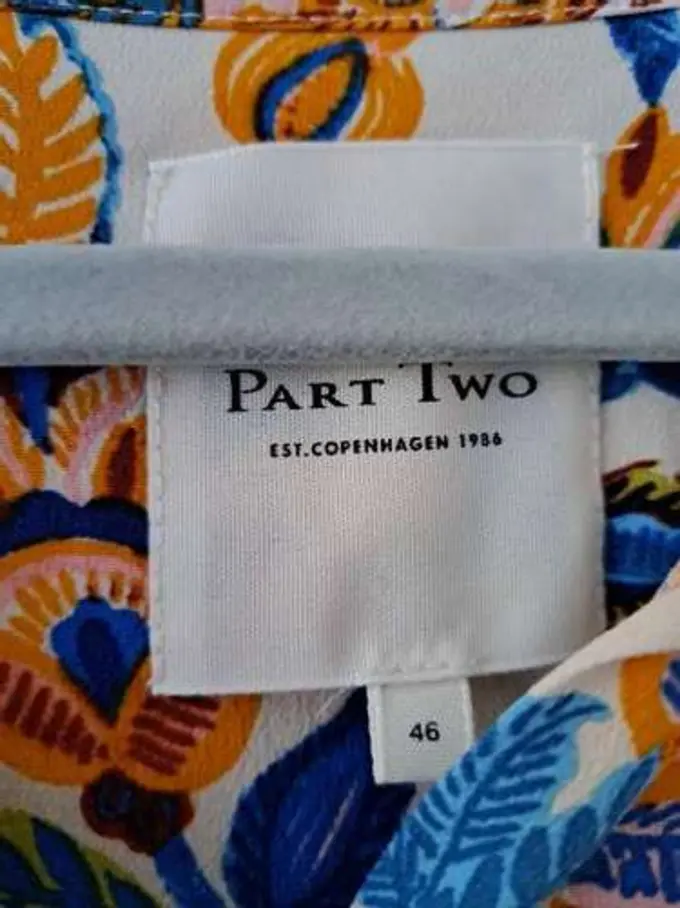 PART TWO
EST. COPENHAGEN 1986
46